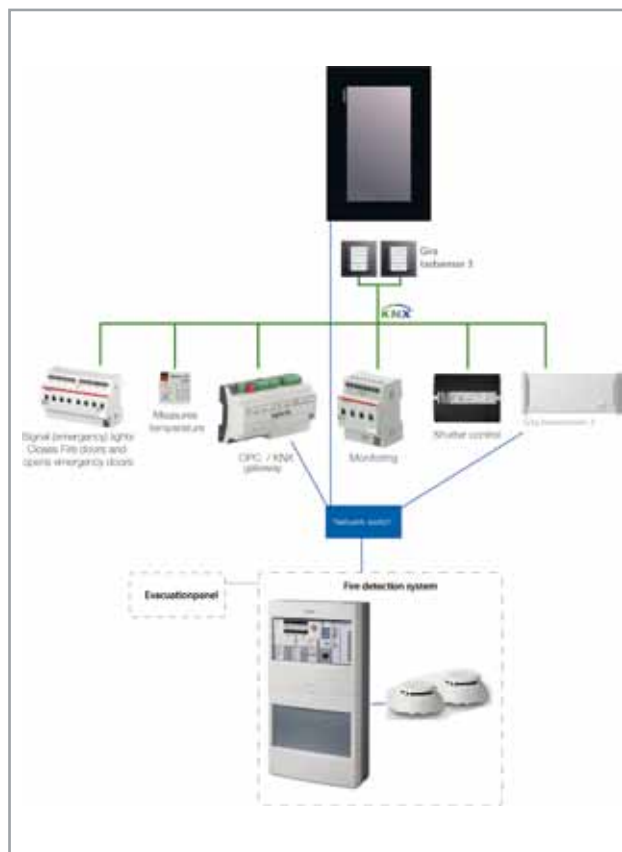 Gira
tastsensor 3
KNX
Signal (emergency) lights
Closes Fire doors and
opens emergency doors
Measures
temperature
OPC / KNX
gateway
Monitoring
Shutter control
Network switch
Evacuationpanel
Fire detection system